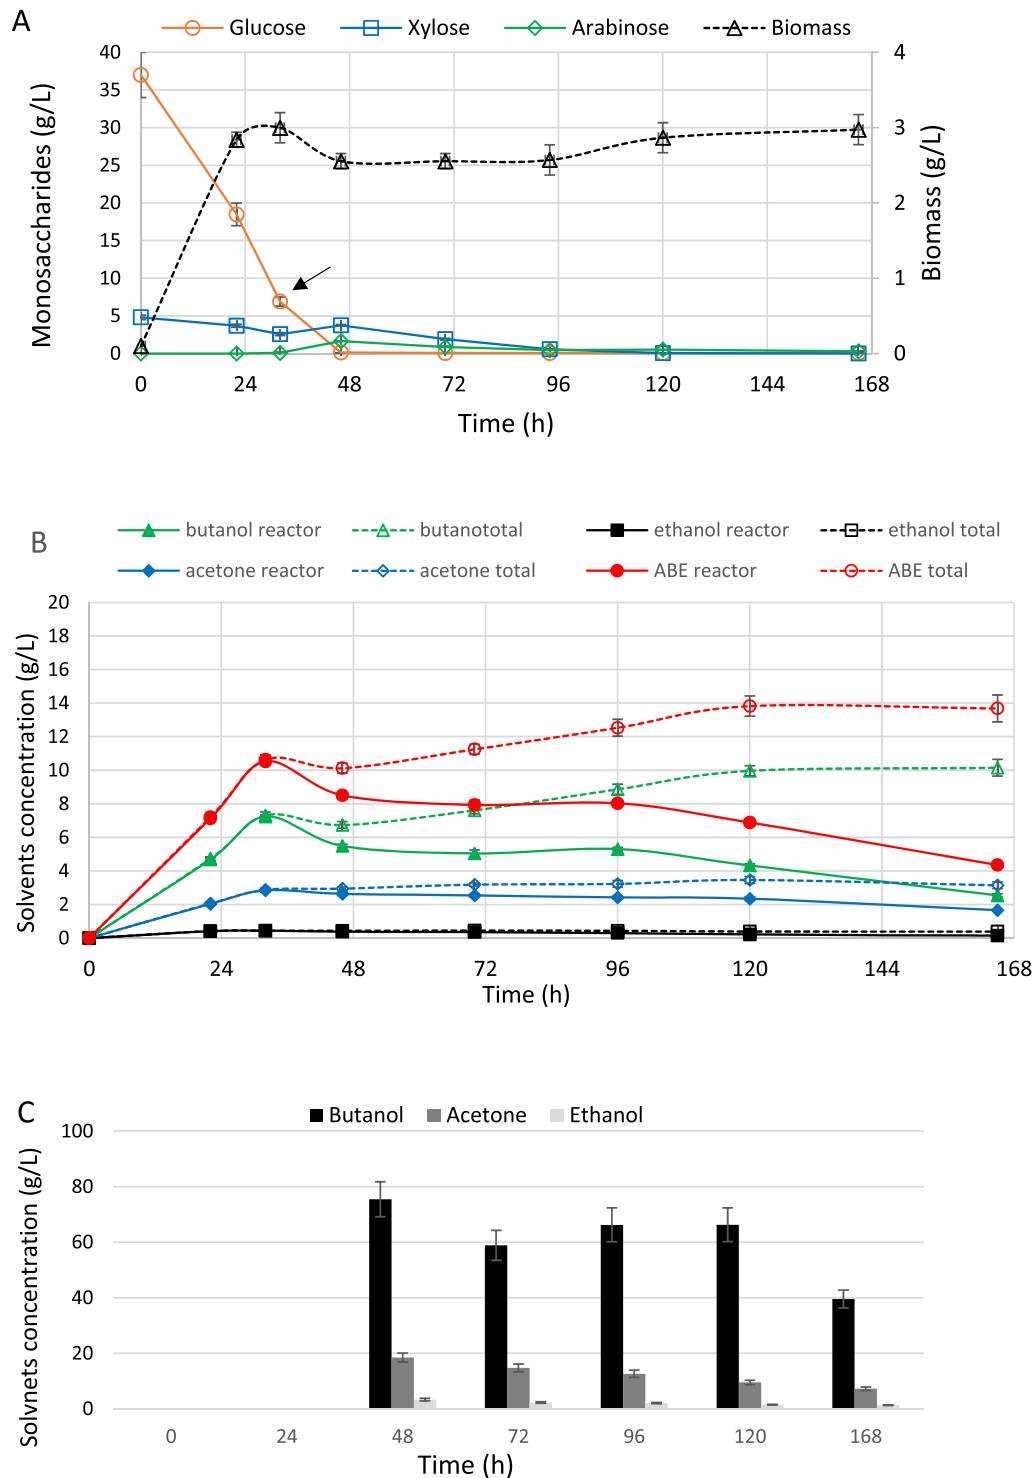 A
Glucose Xylose Arabinose Biomass
Monosaccharides (g/L)
40
35
30
25
20
15
10
5
0
4
3
2
1
0
Biomass (g/L)
0 24 48 72 96 120 144 168
Time (h)
B
butanol reactor butanototal ethanol reactor ethanol total
acetone reactor acetone total ABE reactor ABE total
Solvents concentration (g/L)
20
18
16
14
12
10
8
6
4
2
0
0 24 48 72 96 120 144 168
Time (h)
C
Butanol Acetone Ethanol
Solvnets concentration (g/L)
100
80
60
40
20
0
0 24 48 72 96 120 168
Time (h)